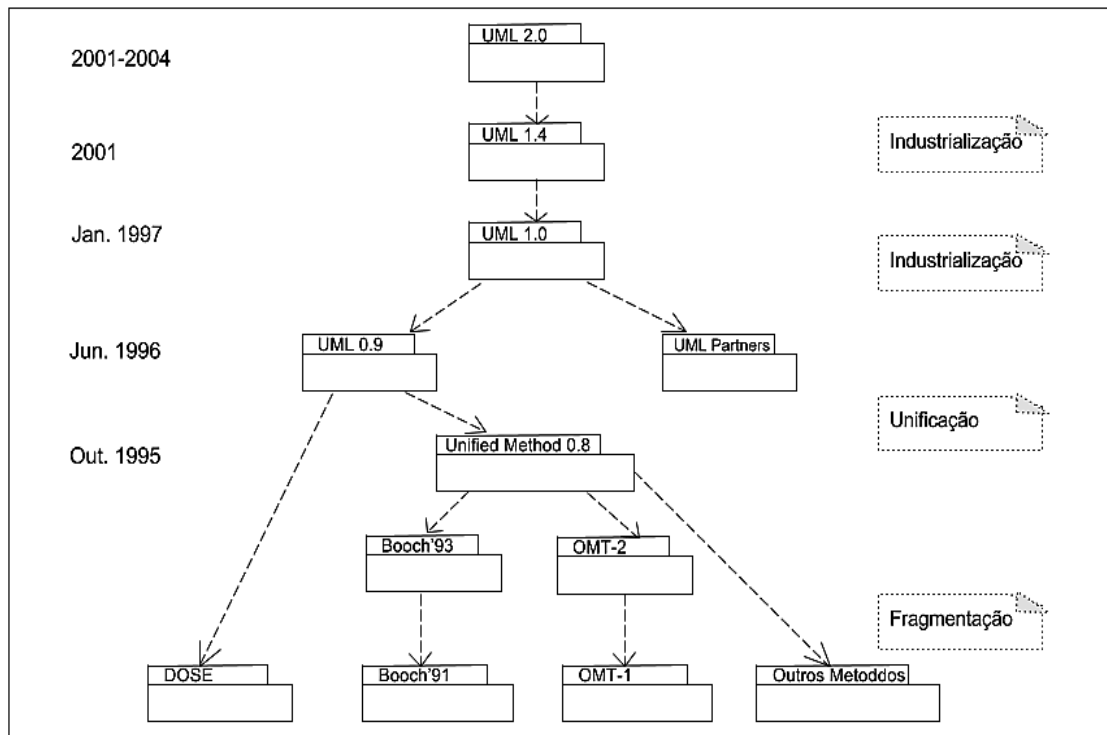 2001-2004
UML 2.0
2001
UML 1.4
Industrialização
Jan. 1997
UML 1.0
Industrialização
Jun. 1996
UML 0.9
UML Partners
Unificação
Out. 1995
Unified Method 0.8
Booch'93
OMT-2
Fragmentação
DOSE
Booch'91
OMT-1
Outros Metoddos